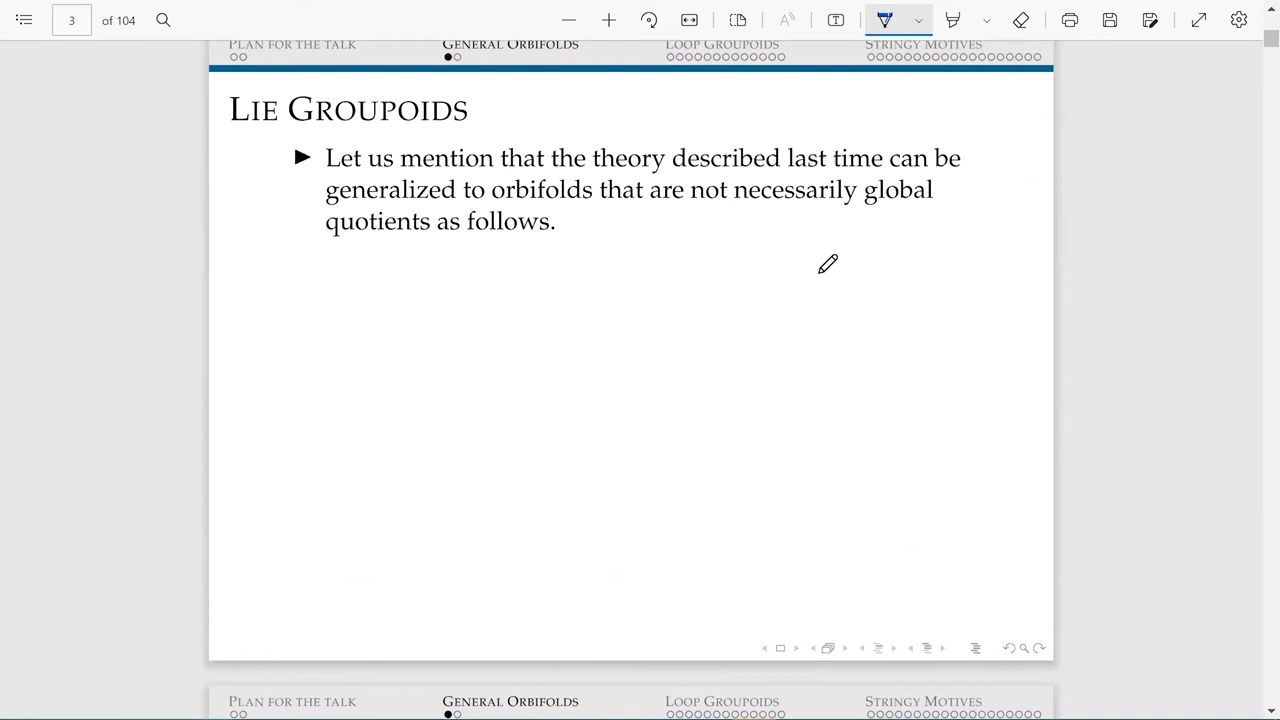 3 of 104
PLAN FOR THE TALK GENERAL ORBIFOLDS LOOP GROUPOIDS STRINGY MOTIVES
LIE GROUPOIDS
Let us mention that the theory described last time can be
generalized to orbifolds that are not necessarily global
quotients as follows.
PLAN FOR THE TALK GENERAL ORBIFOLDS LOOP GROUPOIDS STRINGY MOTIVES